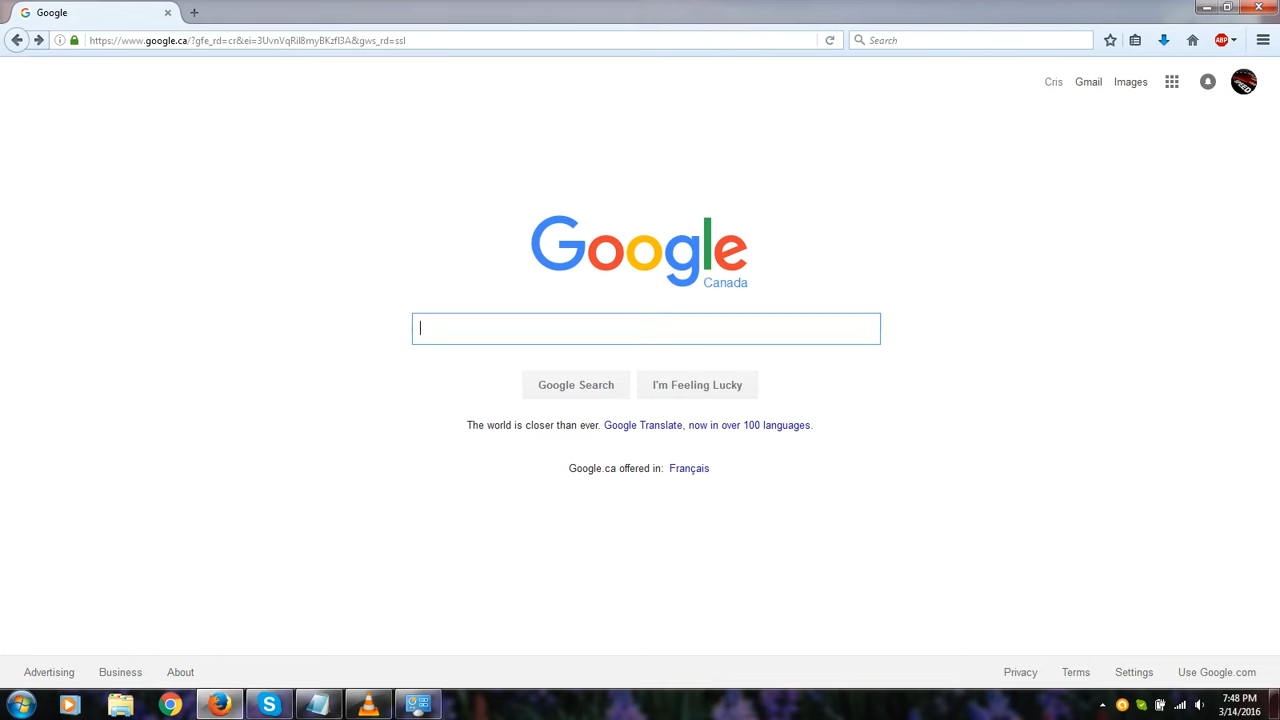 Google
https://www.google.ca/?gfe_rd=cr&ei=3UvnVqRiI8myBKzfI3A&gws_rd=ssl
Search
ABP
Cris
Gmail
Images
Google
Canada
Google Search
I'm Feeling Lucky
The world is closer than ever. Google Translate, now in over 100 languages.
Google.ca offered in: Français
Advertising
Business
About
Privacy
Terms
Settings
Use Google.com
7:48 PM
3/14/2016